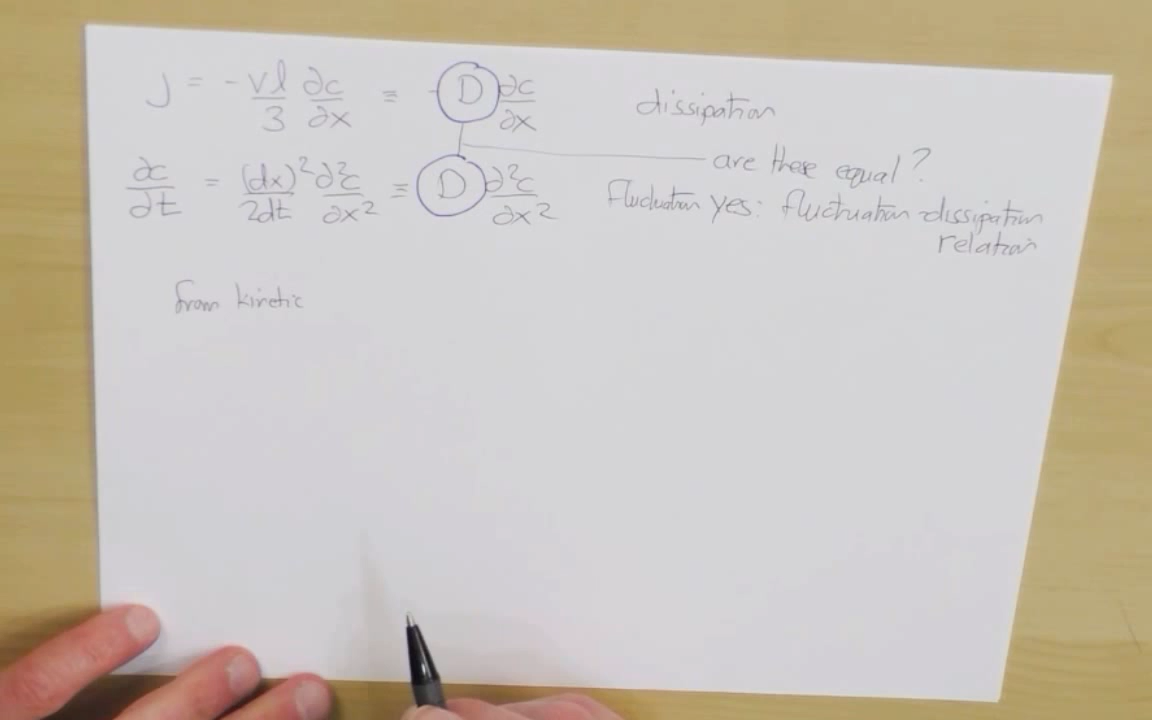 J = - vl/3 ∂c/∂x ≡ - D ∂c/∂x dissipation
are these equal?
∂c/∂t = (dx)²/2dt ∂²c/∂x² ≡ D ∂²c/∂x² Fluctuation yes: fluctuation-dissipation
relation
from kinetic